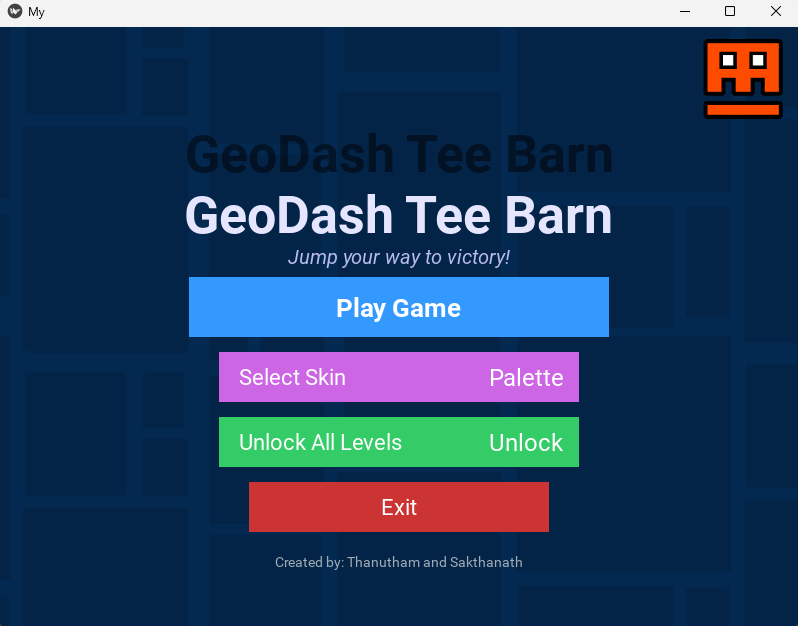 My
GeoDash Tee Barn
GeoDash Tee Barn
Jump your way to victory!
Play Game
Select Skin Palette
Unlock All Levels Unlock
Exit
Created by: Thanutham and Sakthanath